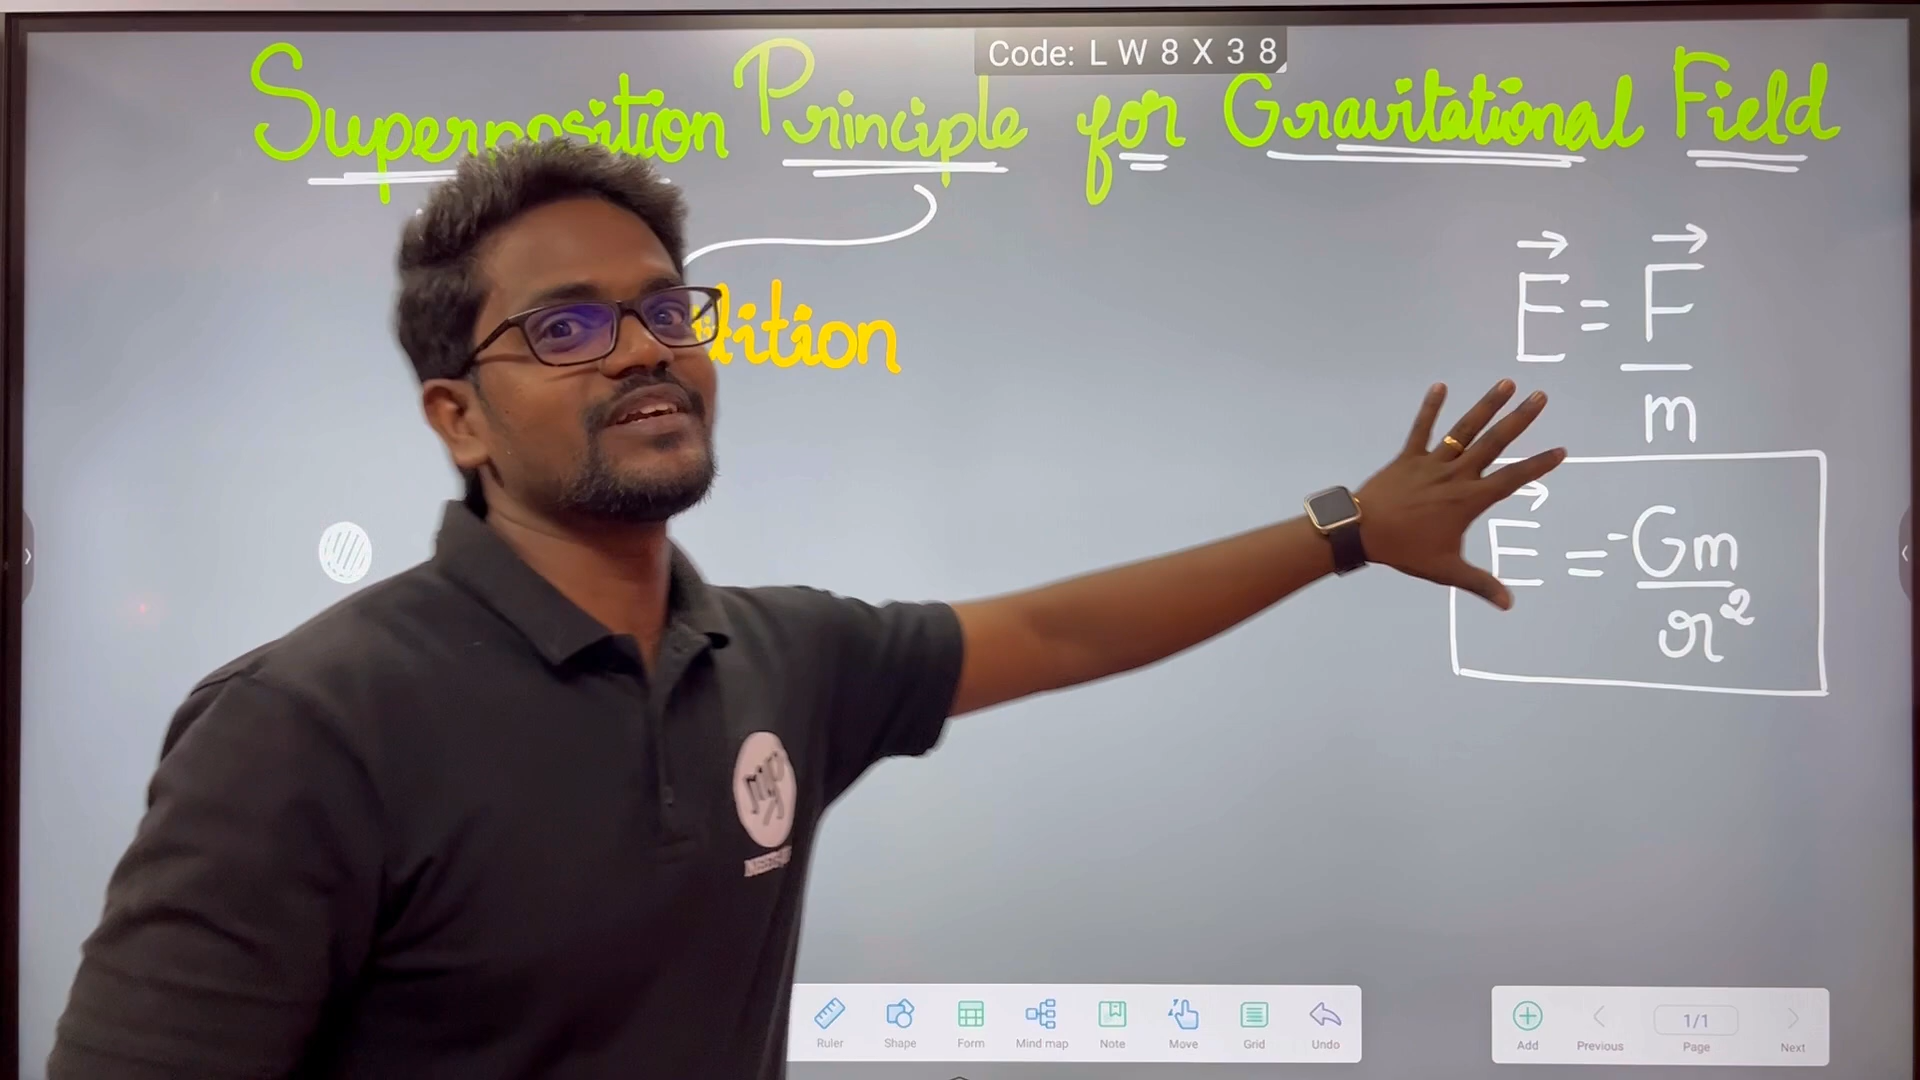 Code: L W 8 X 3 8
Superposition Principle for Gravitational Field
E = F
m
E = -Gm
r²
Ruler Shape Form Mind map Note Move Grid Undo
Add Previous 1/1 Page Next